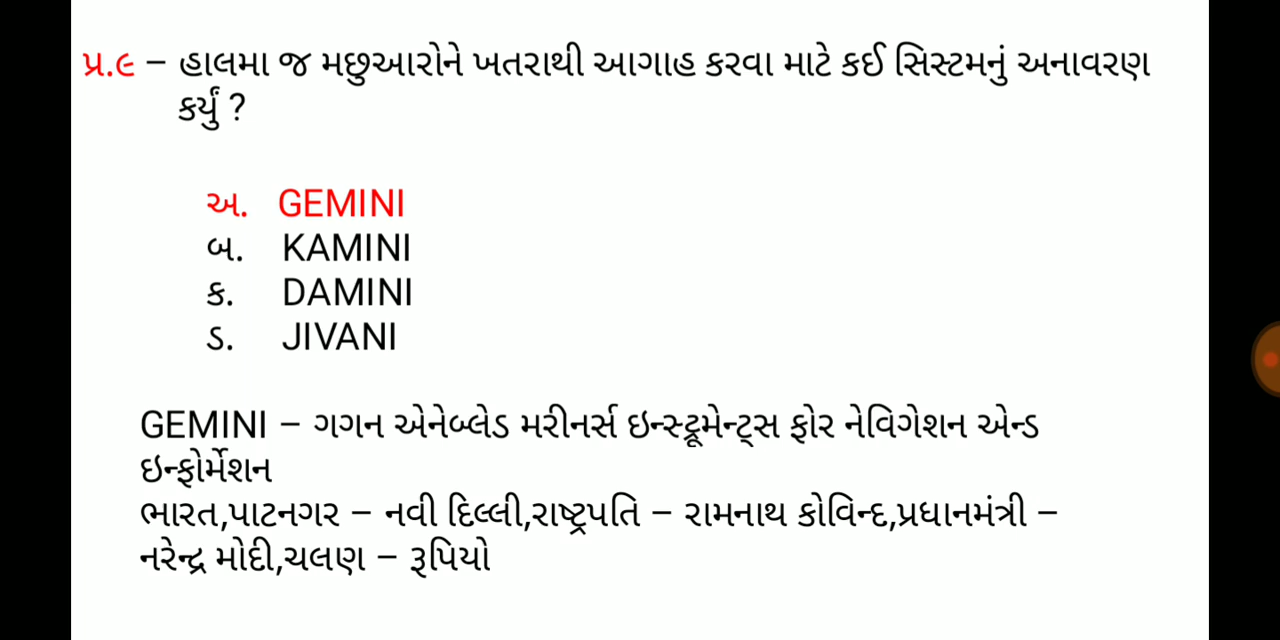 પ્ર.૯ – હાલમા જ મછુઆરોને ખતરાથી આગાહ કરવા માટે કઈ સિસ્ટમનું અનાવરણ
કર્યું ?
અ. GEMINI
બ. KAMINI
ક. DAMINI
ડ. JIVANI
GEMINI – ગગન એનેબ્લેડ મરીનર્સ ઇન્સ્ટ્રૂમેન્ટ્સ ફોર નેવિગેશન એન્ડ
ઇન્ફોર્મેશન
ભારત,પાટનગર – નવી દિલ્લી,રાષ્ટ્રપતિ – રામનાથ કોવિન્દ,પ્રધાનમંત્રી –
નરેન્દ્ર મોદી,ચલણ – રૂપિયો